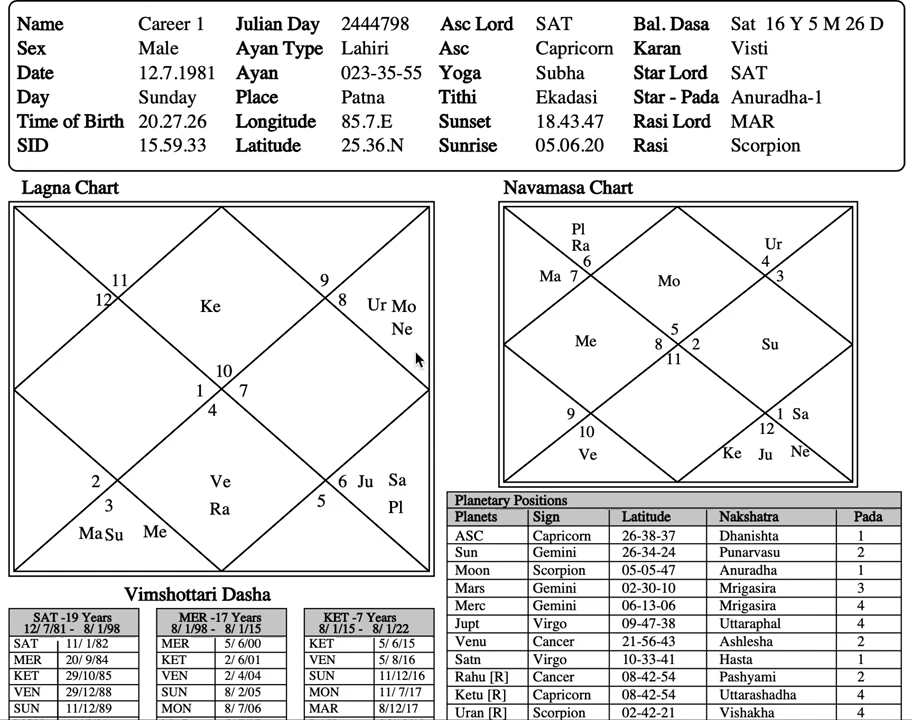 Name Career 1 Julian Day 2444798 Asc Lord SAT Bal. Dasa Sat 16 Y 5 M 26 D
Sex Male Ayan Type Lahiri Asc Capricorn Karan Visti
Date 12.7.1981 Ayan 023-35-55 Yoga Subha Star Lord SAT
Day Sunday Place Patna Tithi Ekadasi Star - Pada Anuradha-1
Time of Birth 20.27.26 Longitude 85.7.E Sunset 18.43.47 Rasi Lord MAR
SID 15.59.33 Latitude 25.36.N Sunrise 05.06.20 Rasi Scorpion
Lagna Chart
11 9
12 Ke 8 Ur Mo
Ne
10
1 7
4
2 Ve 6 Ju Sa
3 Ra 5 Pl
Ma Su Me
Navamasa Chart
Pl
Ra Ur
6 4
Ma 7 Mo 3
5
Me 8 2 Su
11
9 1 Sa
10 12
Ve Ke Ju Ne
Vimshottari Dasha
SAT -19 Years
12/ 7/81 - 8/ 1/98
SAT 11/ 1/82
MER 20/ 9/84
KET 29/10/85
VEN 29/12/88
SUN 11/12/89
MER -17 Years
8/ 1/98 - 8/ 1/15
MER 5/ 6/00
KET 2/ 6/01
VEN 2/ 4/04
SUN 8/ 2/05
MON 8/ 7/06
KET -7 Years
8/ 1/15 - 8/ 1/22
KET 5/ 6/15
VEN 5/ 8/16
SUN 11/12/16
MON 11/ 7/17
MAR 8/12/17
Planetary Positions
Planets Sign Latitude Nakshatra Pada
ASC Capricorn 26-38-37 Dhanishta 1
Sun Gemini 26-34-24 Punarvasu 2
Moon Scorpion 05-05-47 Anuradha 1
Mars Gemini 02-30-10 Mrigasira 3
Merc Gemini 06-13-06 Mrigasira 4
Jupt Virgo 09-47-38 Uttaraphal 4
Venu Cancer 21-56-43 Ashlesha 2
Satn Virgo 10-33-41 Hasta 1
Rahu [R] Cancer 08-42-54 Pashyami 2
Ketu [R] Capricorn 08-42-54 Uttarashadha 4
Uran [R] Scorpion 02-42-21 Vishakha 4